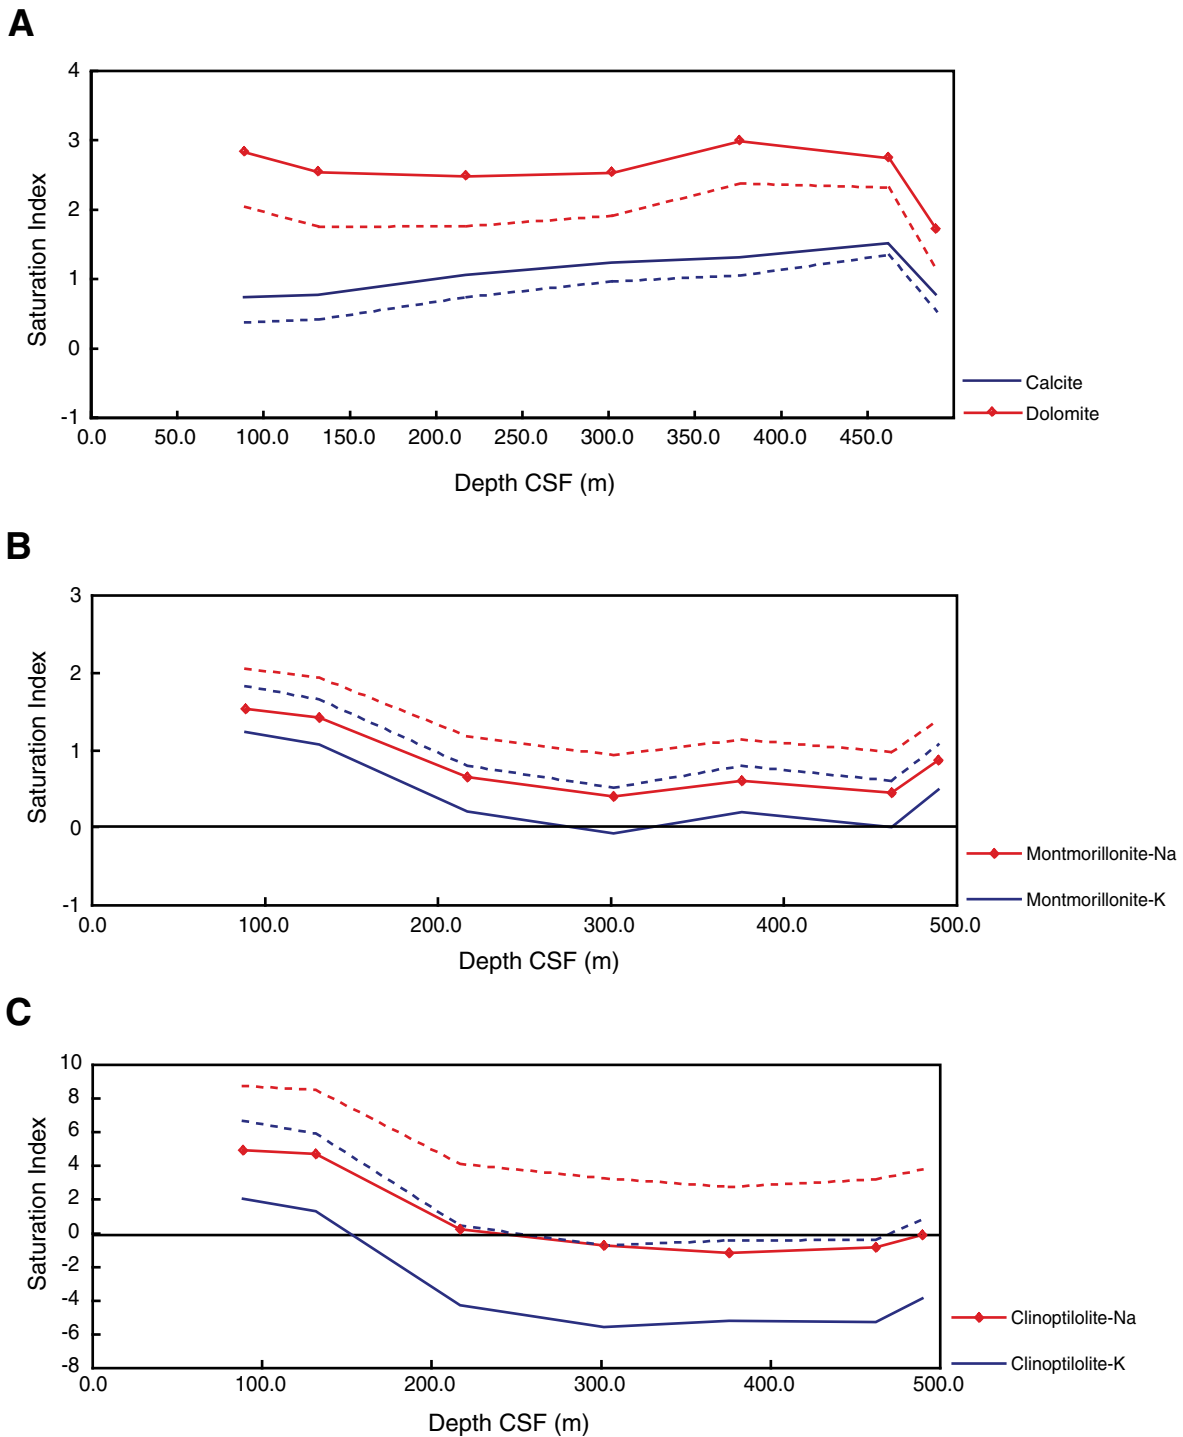 A
4
3
2
1
0
-1
Saturation Index
0.0 50.0 100.0 150.0 200.0 250.0 300.0 350.0 400.0 450.0
Depth CSF (m)
Calcite
Dolomite
B
3
2
1
0
-1
Saturation Index
0.0 100.0 200.0 300.0 400.0 500.0
Depth CSF (m)
Montmorillonite-Na
Montmorillonite-K
C
10
8
6
4
2
0
-2
-4
-6
-8
Saturation Index
0.0 100.0 200.0 300.0 400.0 500.0
Depth CSF (m)
Clinoptilolite-Na
Clinoptilolite-K